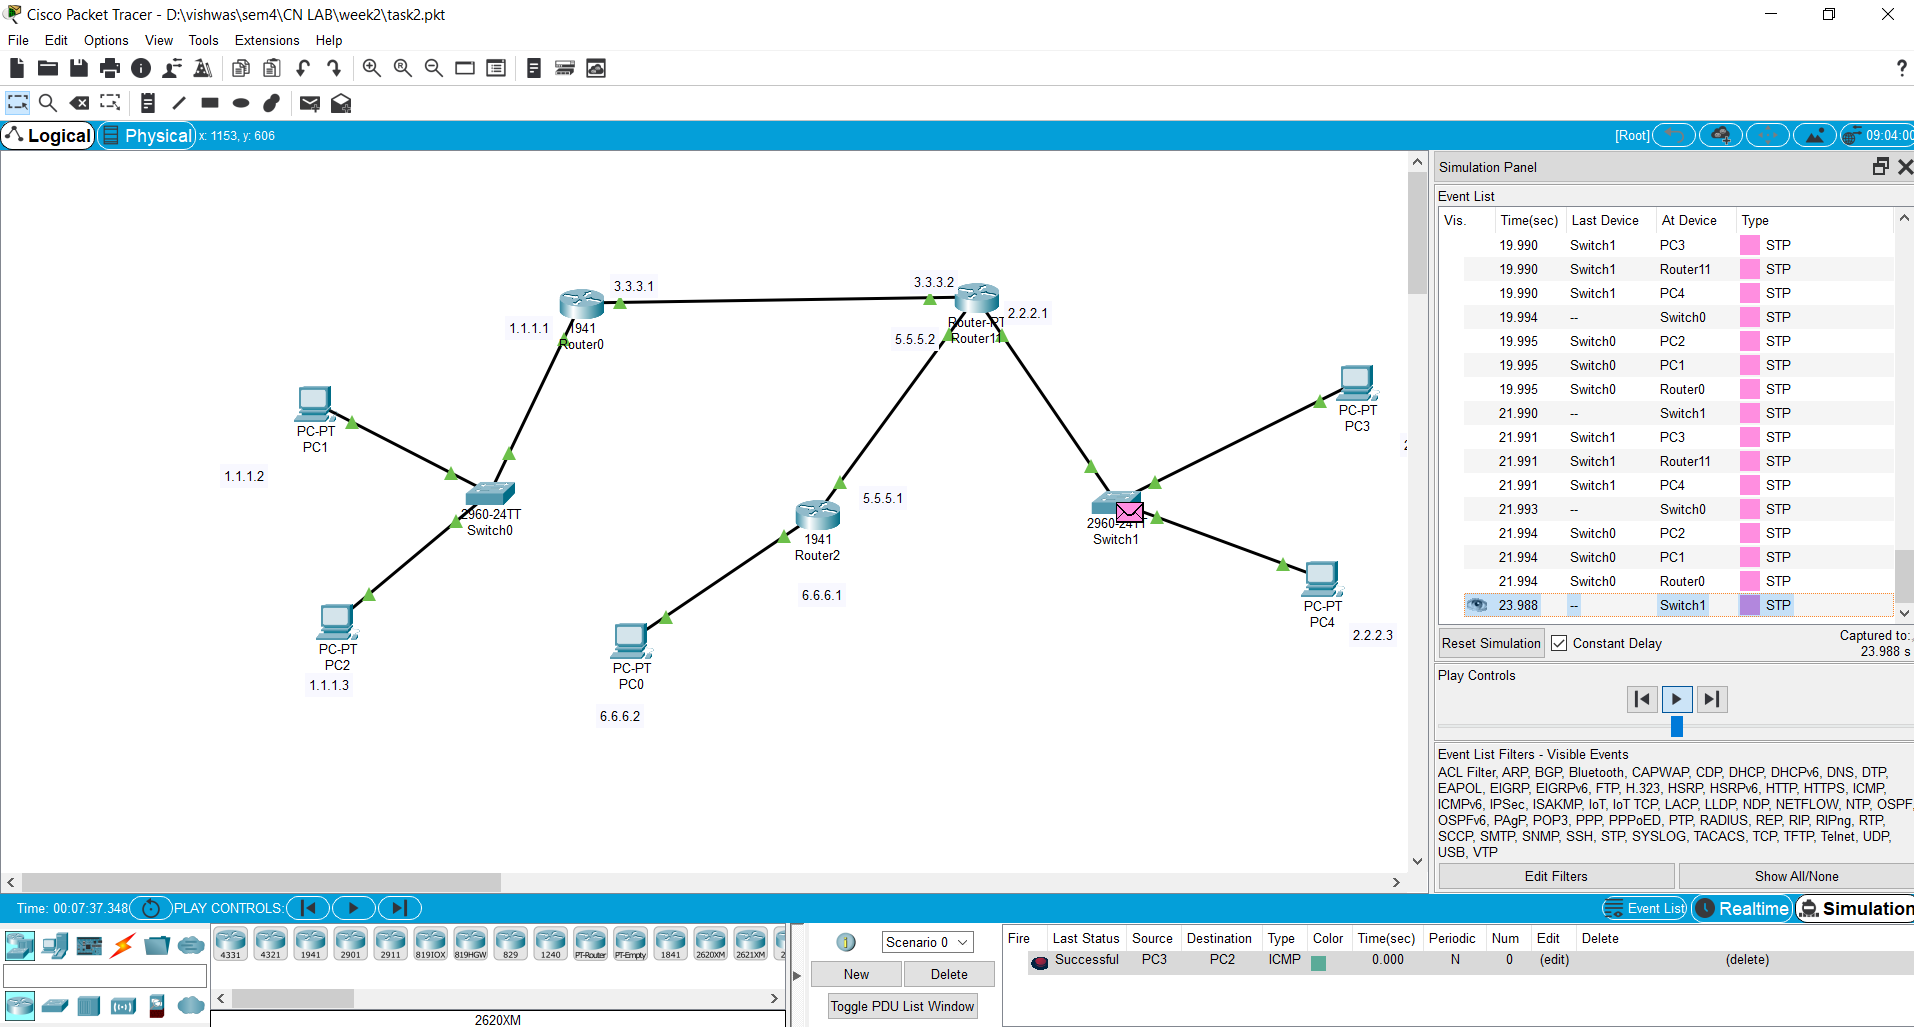 Cisco Packet Tracer - D:\vishwas\sem4\CN LAB\week2\task2.pkt
File Edit Options View Tools Extensions Help
?
Logical Physical x: 1153, y: 606
[Root] 09:04:00
3.3.3.1
3.3.3.2
1.1.1.1
1941
Router0
Router-PT
Router11
2.2.2.1
5.5.5.2
PC-PT
PC1
1.1.1.2
2960-24TT
Switch0
PC-PT
PC2
1.1.1.3
5.5.5.1
1941
Router2
6.6.6.1
PC-PT
PC0
6.6.6.2
2960-24TT
Switch1
PC-PT
PC3
PC-PT
PC4
2.2.2.3
Simulation Panel
Event List
Vis. Time(sec) Last Device At Device Type
19.990 Switch1 PC3 STP
19.990 Switch1 Router11 STP
19.990 Switch1 PC4 STP
19.994 -- Switch0 STP
19.995 Switch0 PC2 STP
19.995 Switch0 PC1 STP
19.995 Switch0 Router0 STP
21.990 -- Switch1 STP
21.991 Switch1 PC3 STP
21.991 Switch1 Router11 STP
21.991 Switch1 PC4 STP
21.993 -- Switch0 STP
21.994 Switch0 PC2 STP
21.994 Switch0 PC1 STP
21.994 Switch0 Router0 STP
23.988 -- Switch1 STP
Reset Simulation Constant Delay Captured to:
23.988 s
Play Controls
Event List Filters - Visible Events
ACL Filter, ARP, BGP, Bluetooth, CAPWAP, CDP, DHCP, DHCPv6, DNS, DTP,
EAPOL, EIGRP, EIGRPv6, FTP, H.323, HSRP, HSRPv6, HTTP, HTTPS, ICMP,
ICMPv6, IPSec, ISAKMP, IoT, IoT TCP, LACP, LLDP, NDP, NETFLOW, NTP, OSPF,
OSPFv6, PAgP, POP3, PPP, PPPoED, PTP, RADIUS, REP, RIP, RIPng, RTP,
SCCP, SMTP, SNMP, SSH, STP, SYSLOG, TACACS, TCP, TFTP, Telnet, UDP,
USB, VTP
Edit Filters Show All/None
Time: 00:07:37.348 PLAY CONTROLS: Event List Realtime Simulation
4331 4321 1941 2901 2911 819IOX 819HGW 829 1240 PT-Router PT-Empty 1841 2620XM 2621XM 2
2620XM
Scenario 0
New Delete
Toggle PDU List Window
Fire Last Status Source Destination Type Color Time(sec) Periodic Num Edit Delete
Successful PC3 PC2 ICMP 0.000 N 0 (edit) (delete)